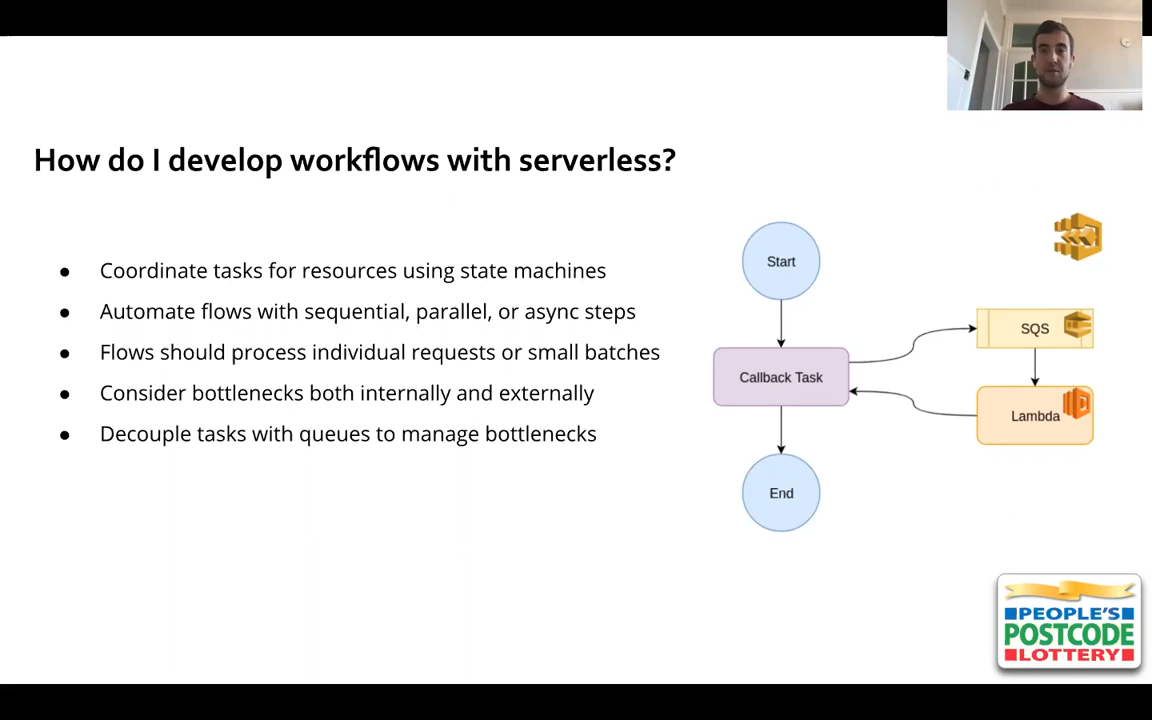 How do I develop workflows with serverless?
● Coordinate tasks for resources using state machines
● Automate flows with sequential, parallel, or async steps
● Flows should process individual requests or small batches
● Consider bottlenecks both internally and externally
● Decouple tasks with queues to manage bottlenecks
Start
SQS
Callback Task
Lambda
End
PEOPLE'S
POSTCODE
LOTTERY